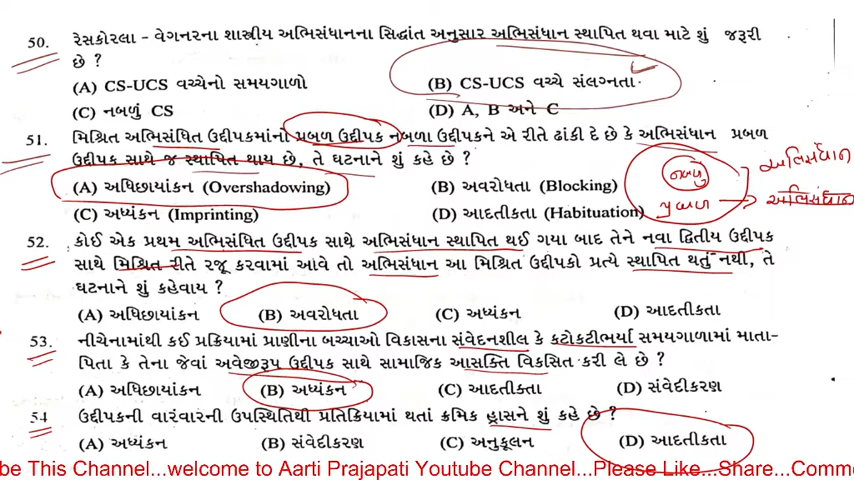 50. રેસકોરલા - વેગનરના શાસ્ત્રીય અભિસંધાનના સિદ્ધાંત અનુસાર અભિસંધાન સ્થાપિત થવા માટે શું જરૂરી
છે ?
(A) CS-UCS વચ્ચેનો સમયગાળો (B) CS-UCS વચ્ચે સંલગ્નતા
(C) નબળું CS (D) A, B અને C
51. મિશ્રિત અભિસંધિત ઉદ્દીપકમાંનો પ્રબળ ઉદ્દીપક નબળા ઉદ્દીપકને એ રીતે ઢાંકી દે છે કે અભિસંધાન પ્રબળ
ઉદ્દીપક સાથે જ સ્થાપિત થાય છે, તે ઘટનાને શું કહે છે ?
(A) અધિછાયાંકન (Overshadowing) (B) અવરોધતા (Blocking)
(C) અધ્યંકન (Imprinting) (D) આદતીકતા (Habituation)
નબળું અભિસંધાન
પ્રબળ અભિસંધાન
52. કોઈ એક પ્રથમ અભિસંધિત ઉદ્દીપક સાથે અભિસંધાન સ્થાપિત થઈ ગયા બાદ તેને નવા દ્વિતીય ઉદ્દીપક
સાથે મિશ્રિત રીતે રજૂ કરવામાં આવે તો અભિસંધાન આ મિશ્રિત ઉદ્દીપકો પ્રત્યે સ્થાપિત થતું નથી, તે
ઘટનાને શું કહેવાય ?
(A) અધિછાયાંકન (B) અવરોધતા (C) અધ્યંકન (D) આદતીકતા
53. નીચેનામાંથી કઈ પ્રક્રિયામાં પ્રાણીના બચ્ચાઓ વિકાસના સંવેદનશીલ કે કટોકટીભર્યા સમયગાળામાં માતા-
પિતા કે તેના જેવાં અવેજીરૂપ ઉદ્દીપક સાથે સામાજિક આસક્તિ વિકસિત કરી લે છે ?
(A) અધિછાયાંકન (B) અધ્યંકન (C) આદતીકતા (D) સંવેદીકરણ
54 ઉદ્દીપકની વારંવારની ઉપસ્થિતિથી પ્રતિક્રિયામાં થતાં ક્રમિક હ્રાસને શું કહે છે ?
(A) અધ્યંકન (B) સંવેદીકરણ (C) અનુકૂલન (D) આદતીકતા
be This Channel...welcome to Aarti Prajapati Youtube Channel...Please Like...Share...Comme